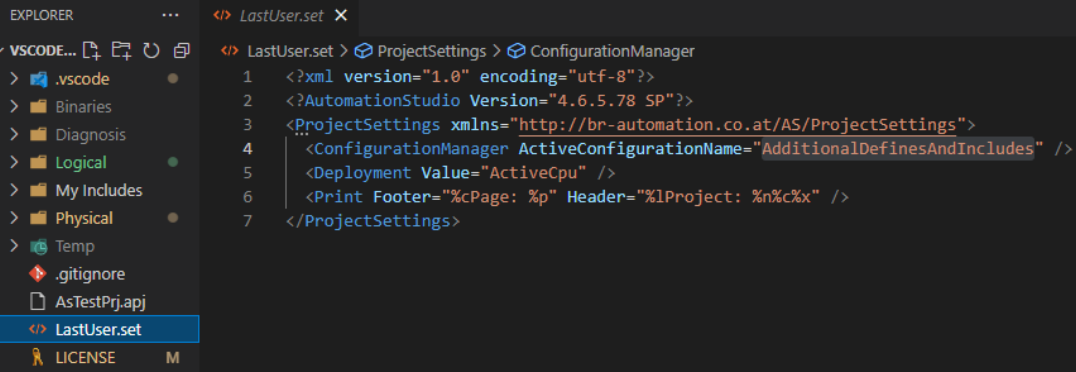 EXPLORER
VSCODE...
.vscode
Binaries
Diagnosis
Logical
My Includes
Physical
Temp
.gitignore
AsTestPrj.apj
LastUser.set
LICENSE M
LastUser.set
LastUser.set > ProjectSettings > ConfigurationManager
1 <?xml version="1.0" encoding="utf-8"?>
2 <?AutomationStudio Version="4.6.5.78 SP"?>
3 <ProjectSettings xmlns="http://br-automation.co.at/AS/ProjectSettings">
4 <ConfigurationManager ActiveConfigurationName="AdditionalDefinesAndIncludes" />
5 <Deployment Value="ActiveCpu" />
6 <Print Footer="%cPage: %p" Header="%lProject: %n%c%x" />
7 </ProjectSettings>